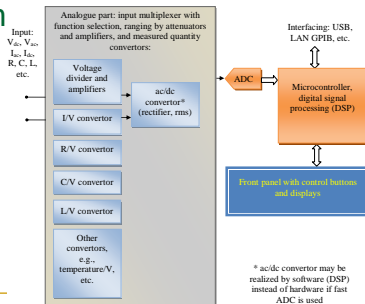 n
Input:
Vdc, Vac,
Iac, Idc,
R, C, L,
etc.
Analogue part: input multiplexer with
function selection, ranging by attenuators
and amplifiers, and measured quantity
convertors:
Voltage
divider and
amplifiers
ac/dc
convertor*
(rectifier, rms)
I/V convertor
R/V convertor
C/V convertor
L/V convertor
Other
convertors,
e.g.,
temperature/V,
etc.
ADC
Interfacing: USB,
LAN GPIB, etc.
Microcontroller,
digital signal
processing (DSP)
Front panel with control buttons
and displays
* ac/dc convertor may be
realized by software (DSP)
instead of hardware if fast
ADC is used